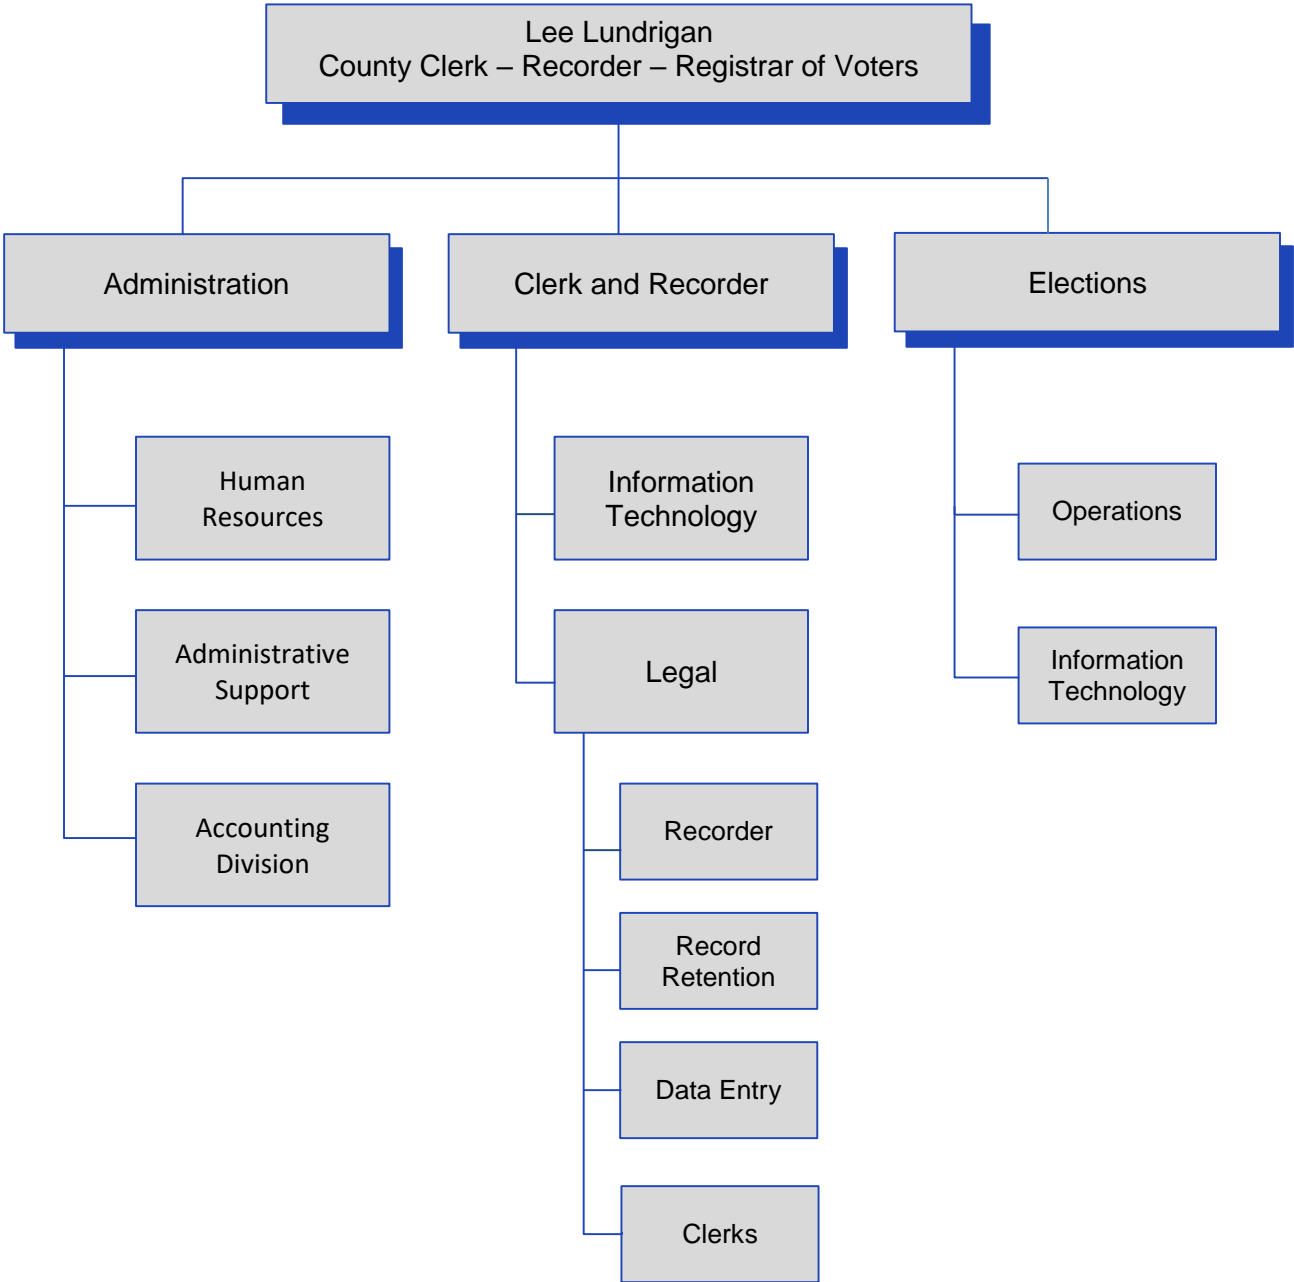 Lee Lundrigan
County Clerk – Recorder – Registrar of Voters
Administration
Clerk and Recorder
Elections
Human
Resources
Administrative
Support
Accounting
Division
Information
Technology
Legal
Recorder
Record
Retention
Data Entry
Clerks
Operations
Information
Technology